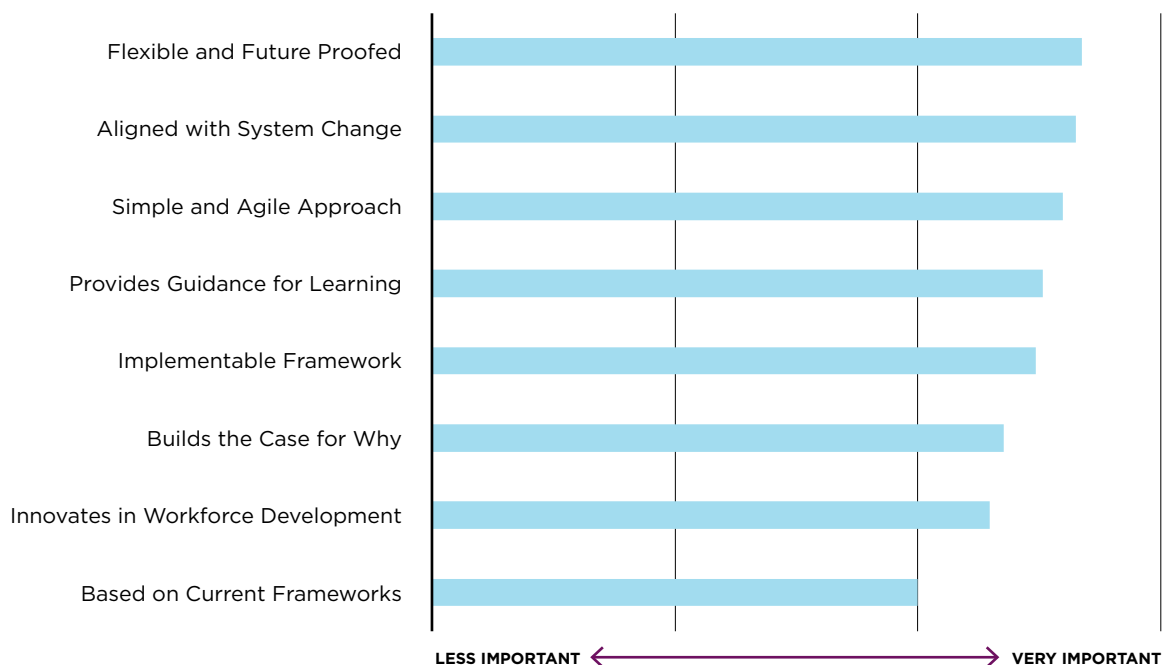 Flexible and Future Proofed
Aligned with System Change
Simple and Agile Approach
Provides Guidance for Learning
Implementable Framework
Builds the Case for Why
Innovates in Workforce Development
Based on Current Frameworks
LESS IMPORTANT VERY IMPORTANT